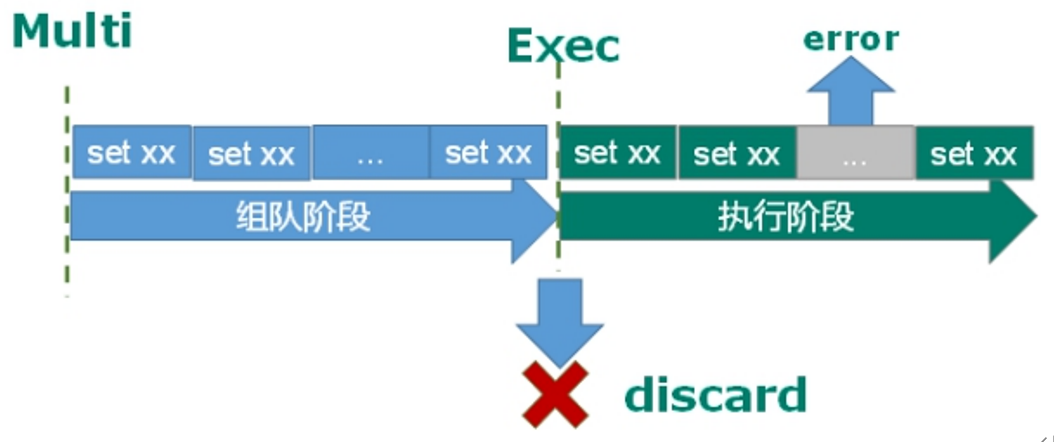 Multi
Exec
error
set xx
set xx
...
set xx
set xx
set xx
...
set xx
组队阶段
执行阶段
discard